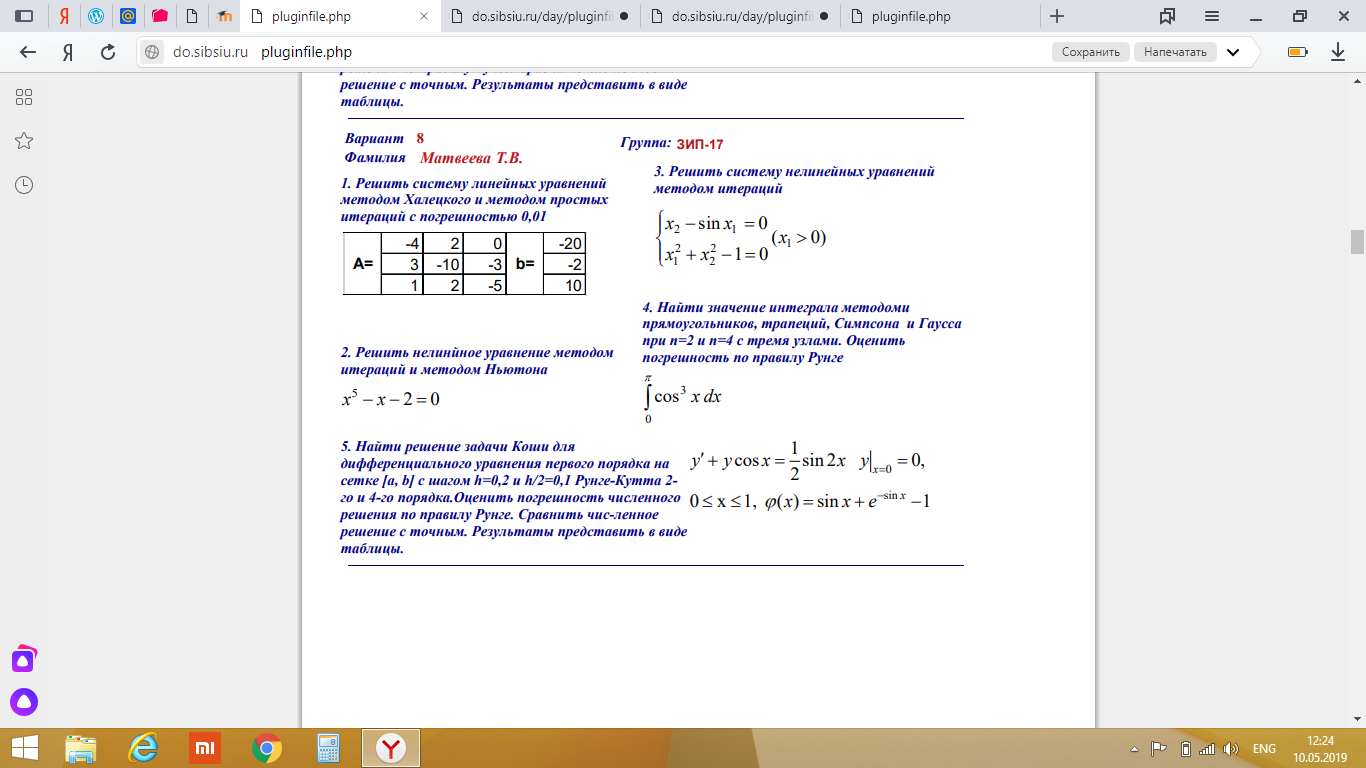 pluginfile.php
do.sibsiu.ru/day/pluginfil
do.sibsiu.ru/day/pluginfil
pluginfile.php
do.sibsiu.ru pluginfile.php
Сохранить
Напечатать
решение с точным. Результаты представить в виде
таблицы.
Вариант 8
Группа: ЗИП-17
Фамилия Матвеева Т.В.
1. Решить систему линейных уравнений
методом Халецкого и методом простых
итераций с погрешностью 0,01
A= -4 2 0 b= -20
3 -10 -3 -2
1 2 -5 10
2. Решить нелинйное уравнение методом
итераций и методом Ньютона
x⁵ − x − 2 = 0
3. Решить систему нелинейных уравнений
методом итераций
{x₂ − sin x₁ = 0
x₁² + x₂² − 1 = 0 (x₁ > 0)
4. Найти значение интеграла методоми
прямоугольников, трапеций, Симпсона и Гаусса
при n=2 и n=4 с тремя узлами. Оценить
погрешность по правилу Рунге
∫₀^π cos³ x dx
5. Найти решение задачи Коши для
дифференциального уравнения первого порядка на
сетке [a, b] с шагом h=0,2 и h/2=0,1 Рунге-Кутта 2-
го и 4-го порядка.Оценить погрешность численного
решения по правилу Рунге. Сравнить чис-ленное
решение с точным. Результаты представить в виде
таблицы.
y′ + y cos x = 1/2 sin 2x y|ₓ₌₀ = 0,
0 ≤ x ≤ 1, φ(x) = sin x + e^(−sin x) − 1
ENG
12:24
10.05.2019